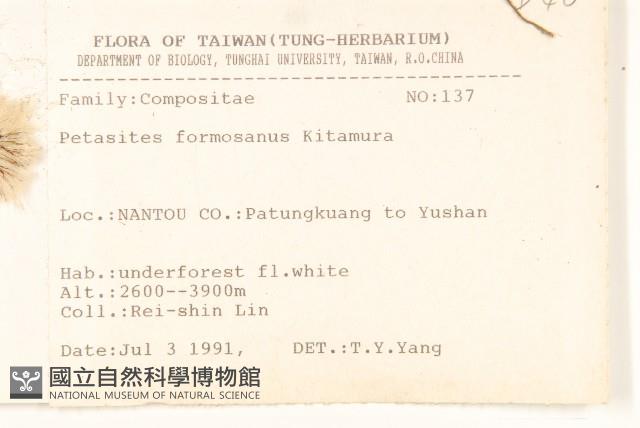 FLORA OF TAIWAN(TUNG-HERBARIUM)
DEPARTMENT OF BIOLOGY, TUNGHAI UNIVERSITY, TAIWAN, R.O.CHINA
Family:Compositae NO:137
Petasites formosanus Kitamura
Loc.:NANTOU CO.:Patungkuang to Yushan
Hab.:underforest fl.white
Alt.:2600--3900m
Coll.:Rei-shin Lin
Date:Jul 3 1991, DET.:T.Y.Yang
國立自然科學博物館
NATIONAL MUSEUM OF NATURAL SCIENCE